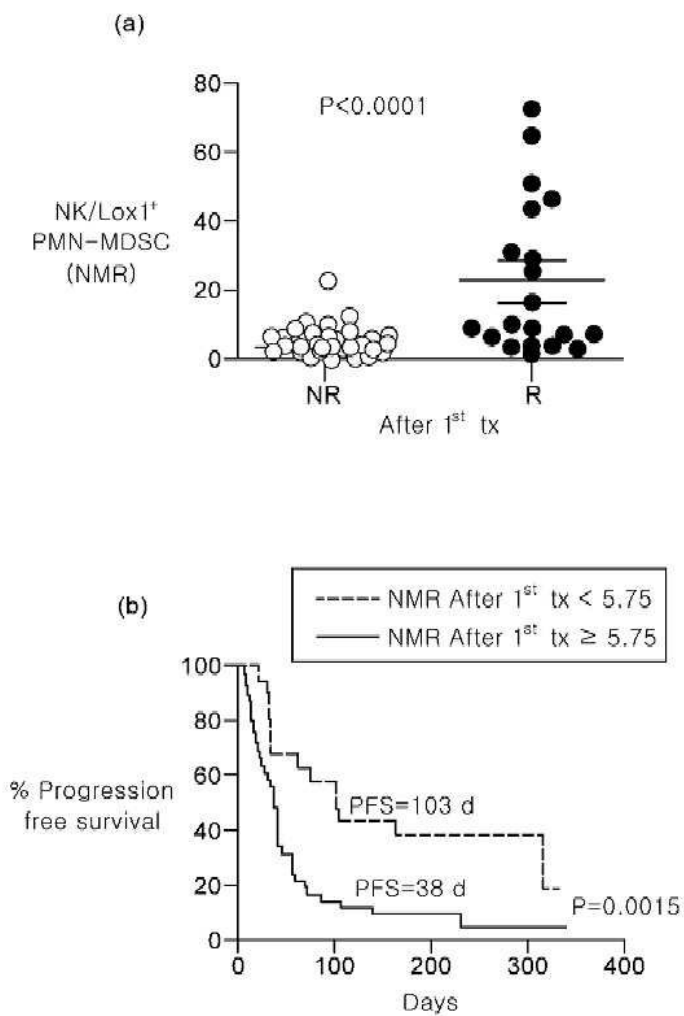 (a)
80
60
40
20
0
P<0.0001
NK/Lox1⁺
PMN-MDSC
(NMR)
NR
R
After 1ˢᵗ tx
(b)
NMR After 1ˢᵗ tx < 5.75
NMR After 1ˢᵗ tx ≥ 5.75
100
80
60
40
20
0
% Progression
free survival
PFS=103 d
PFS=38 d
P=0.0015
0 100 200 300 400
Days